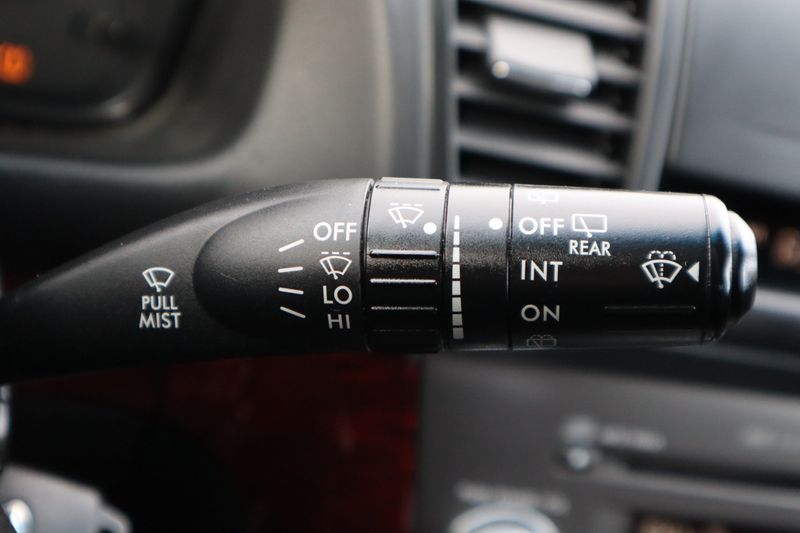 PULL
MIST
OFF
LO
HI
OFF
REAR
INT
ON